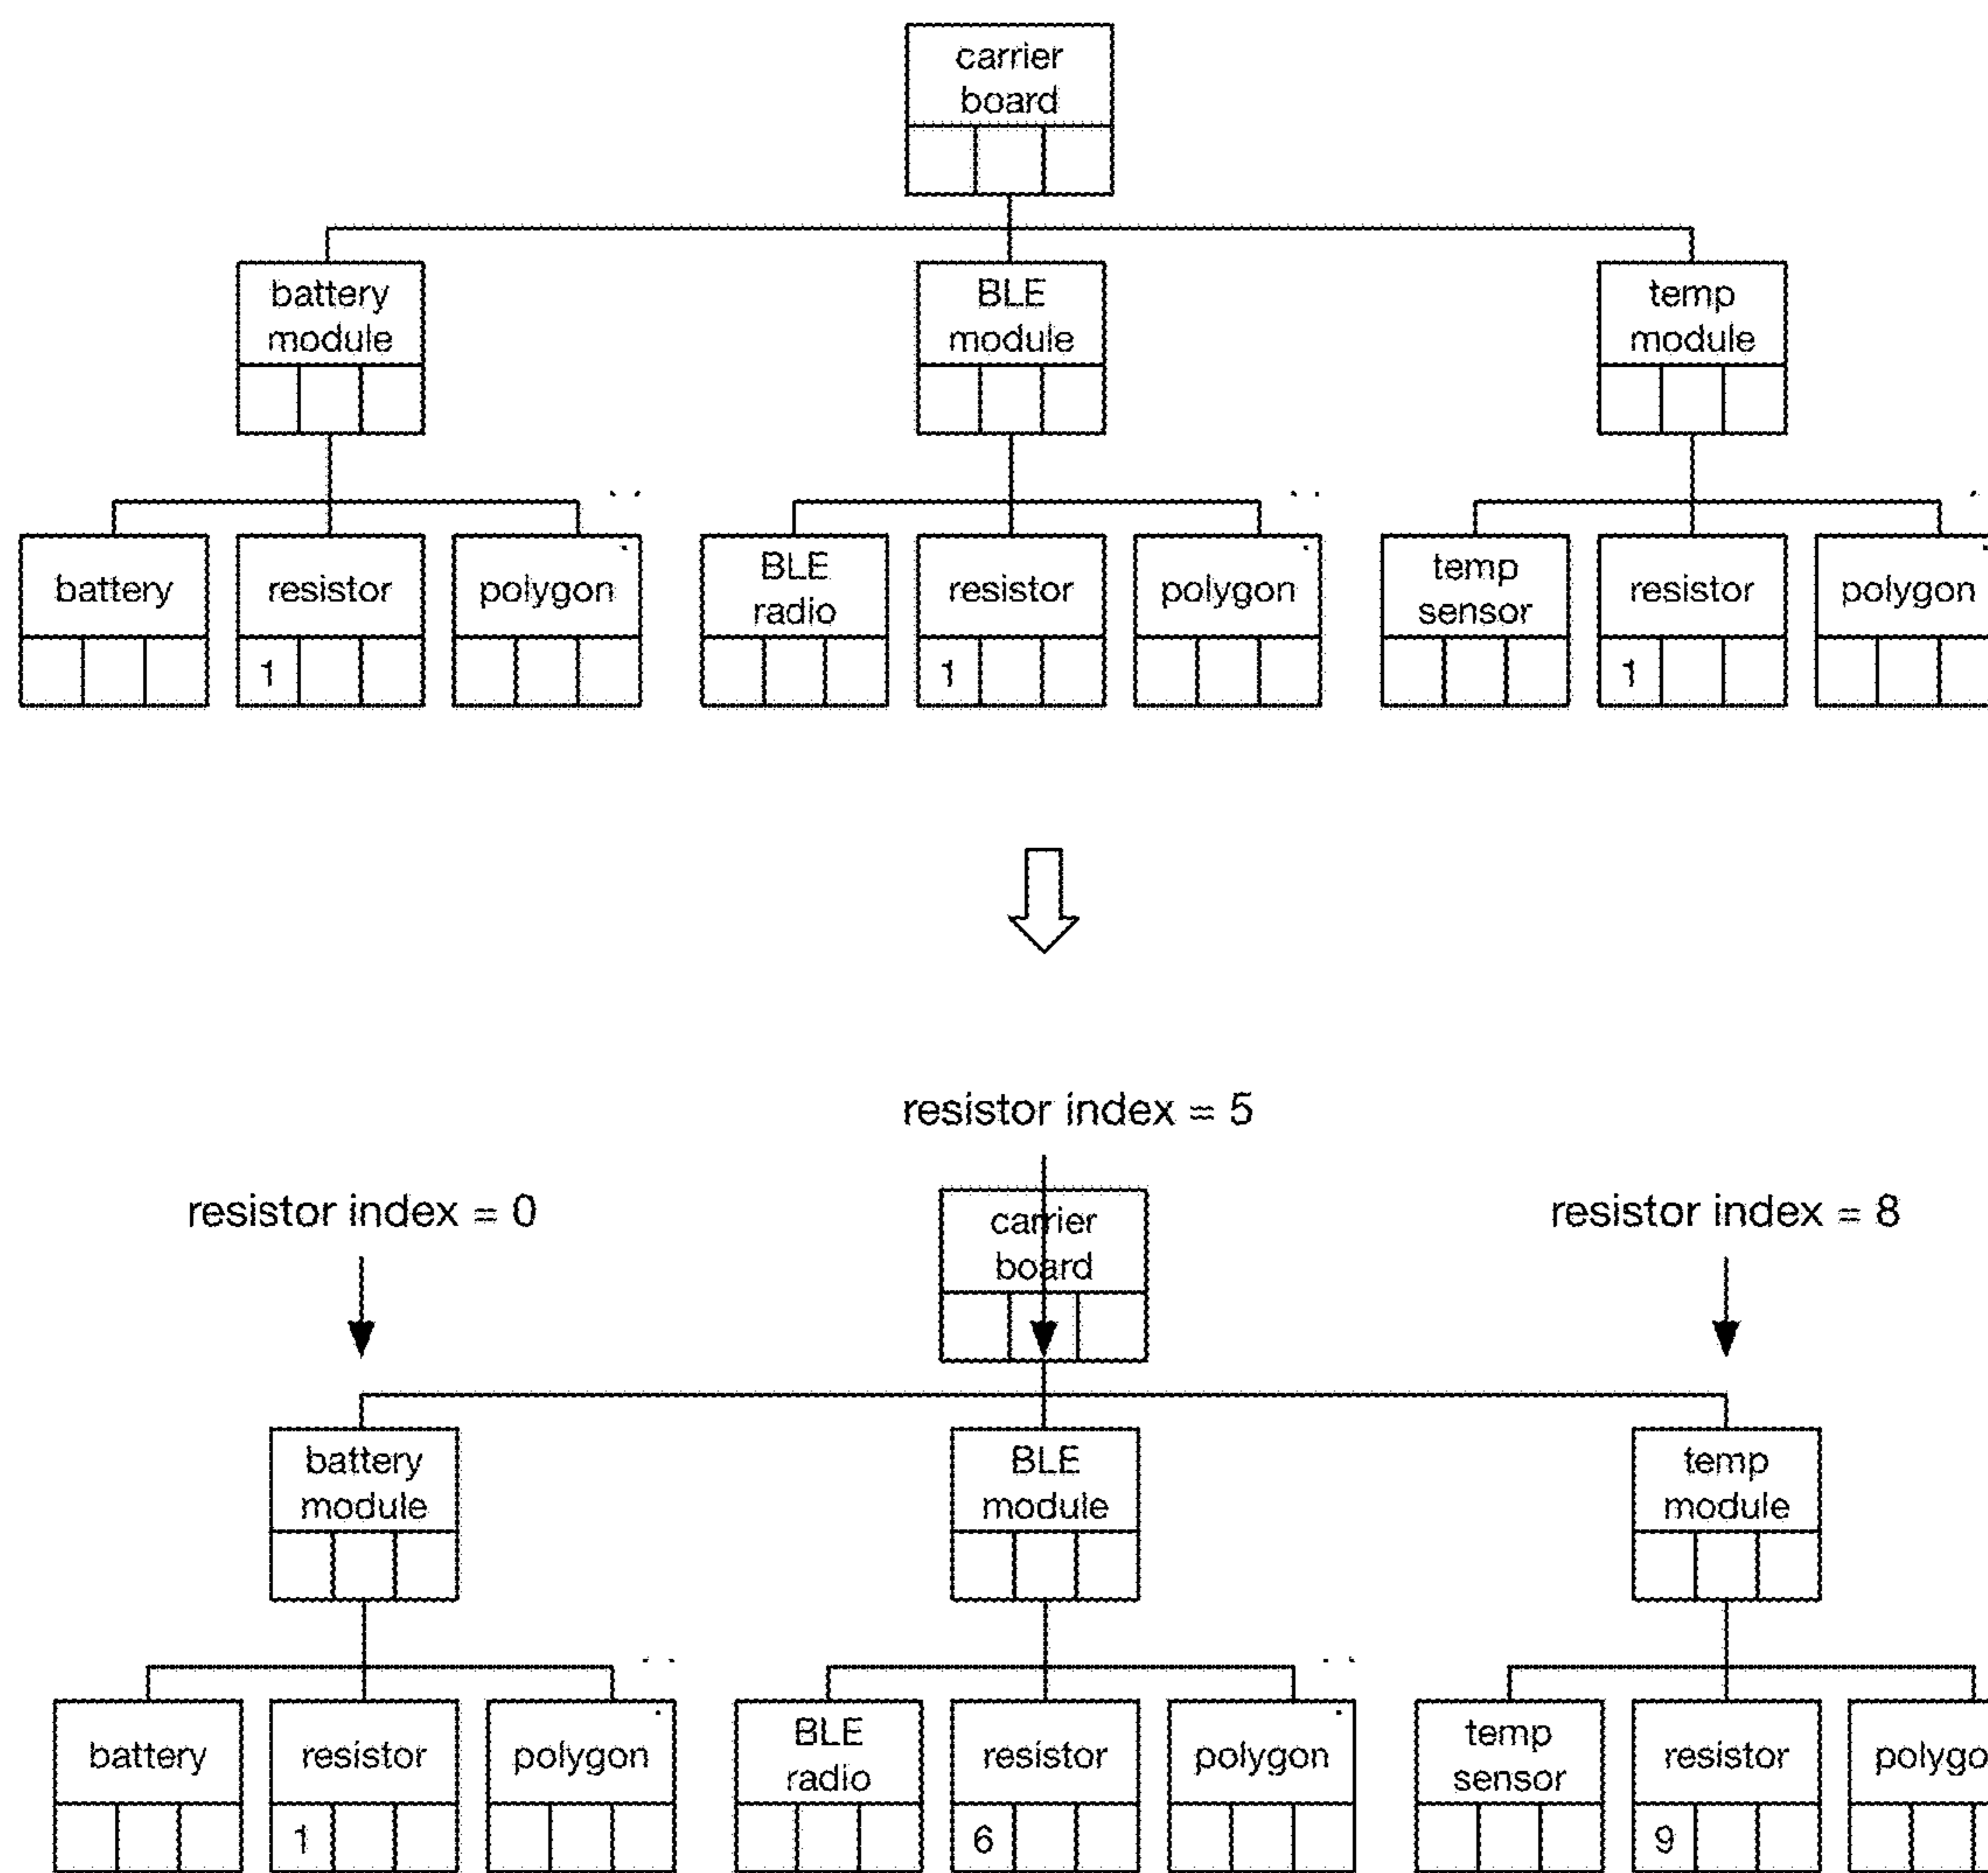 carrier
board
battery
module
BLE
module
temp
module
battery
resistor
polygon
BLE
radio
resistor
polygon
temp
sensor
resistor
polygon
1
1
1
resistor index = 5
resistor index = 0
carrier
board
resistor index = 8
battery
module
BLE
module
temp
module
battery
resistor
polygon
BLE
radio
resistor
polygon
temp
sensor
resistor
polygo
1
6
9